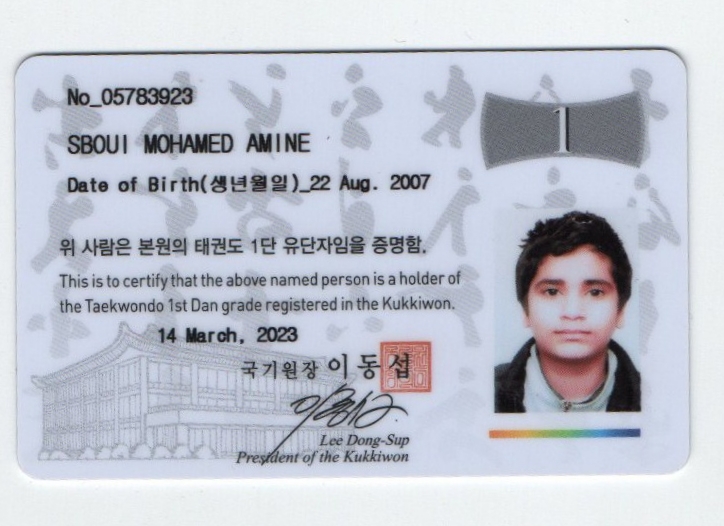 No_05783923
1
SBOUI MOHAMED AMINE
Date of Birth(생년월일)_22 Aug. 2007
위 사람은 본원의 태권도 1단 유단자임을 증명함.
This is to certify that the above named person is a holder of
the Taekwondo 1st Dan grade registered in the Kukkiwon.
14 March, 2023
국기원장 이동섭
Lee Dong-Sup
President of the Kukkiwon